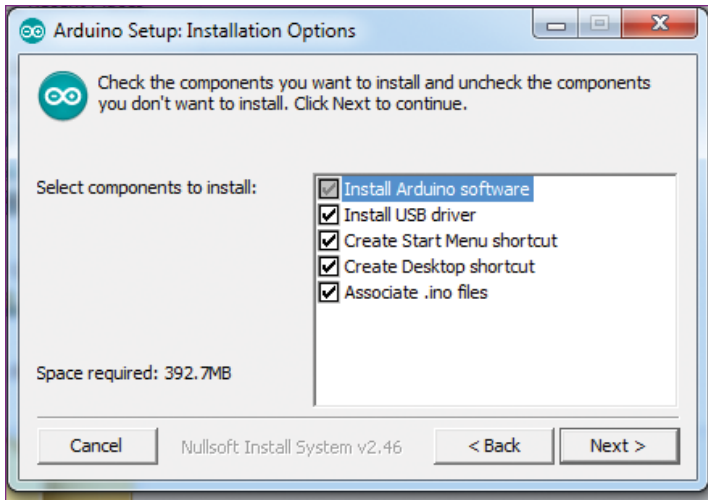 Arduino Setup: Installation Options
Check the components you want to install and uncheck the components
you don't want to install. Click Next to continue.
Select components to install:
Install Arduino software
Install USB driver
Create Start Menu shortcut
Create Desktop shortcut
Associate .ino files
Space required: 392.7MB
Cancel
Nullsoft Install System v2.46
< Back
Next >